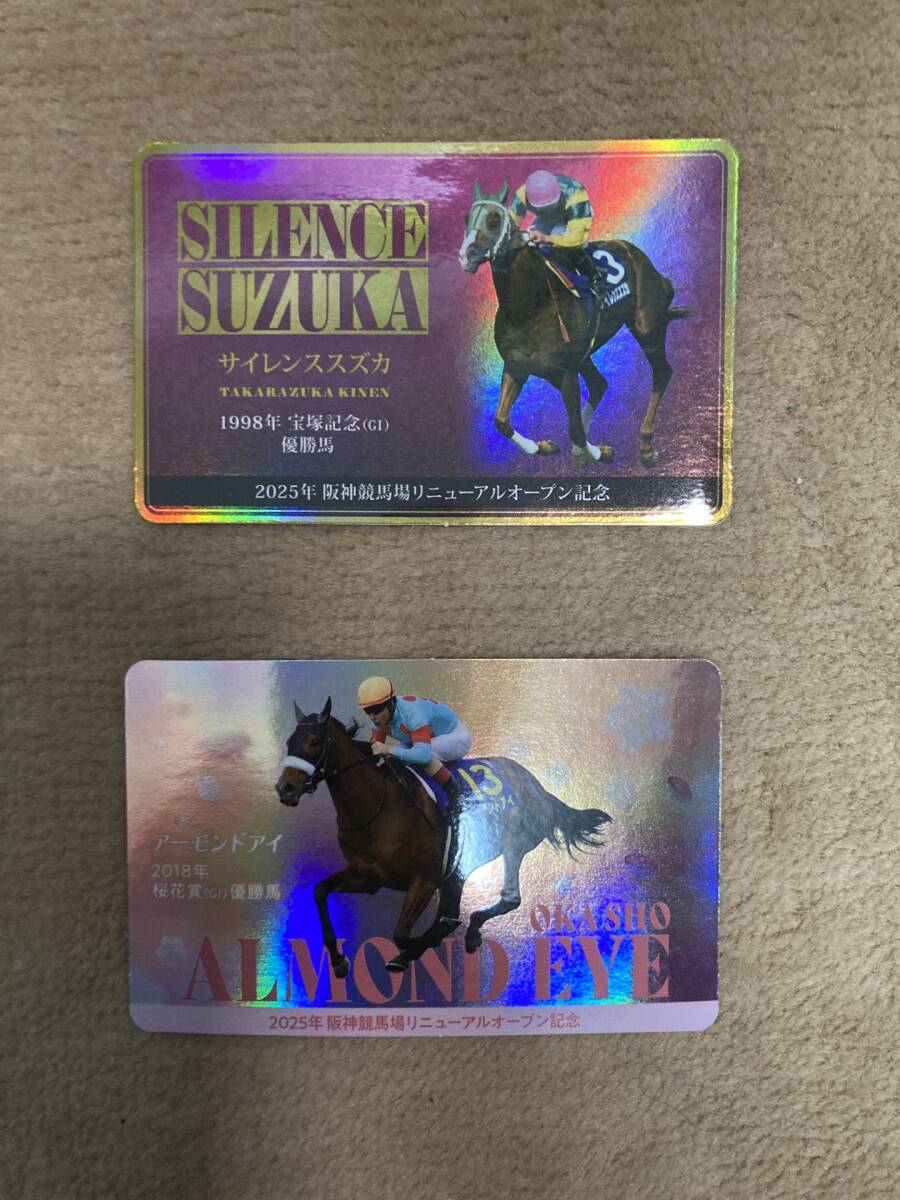 SILENCE
SUZUKA
サイレンススズカ
TAKARAZUKA KINEN
1998年 宝塚記念(GI)
優勝馬
3
2025年 阪神競馬場リニューアルオープン記念
13
アーモンドアイ
2018年
桜花賞(GI)優勝馬
OKA SHO
ALMOND EYE
2025年 阪神競馬場リニューアルオープン記念